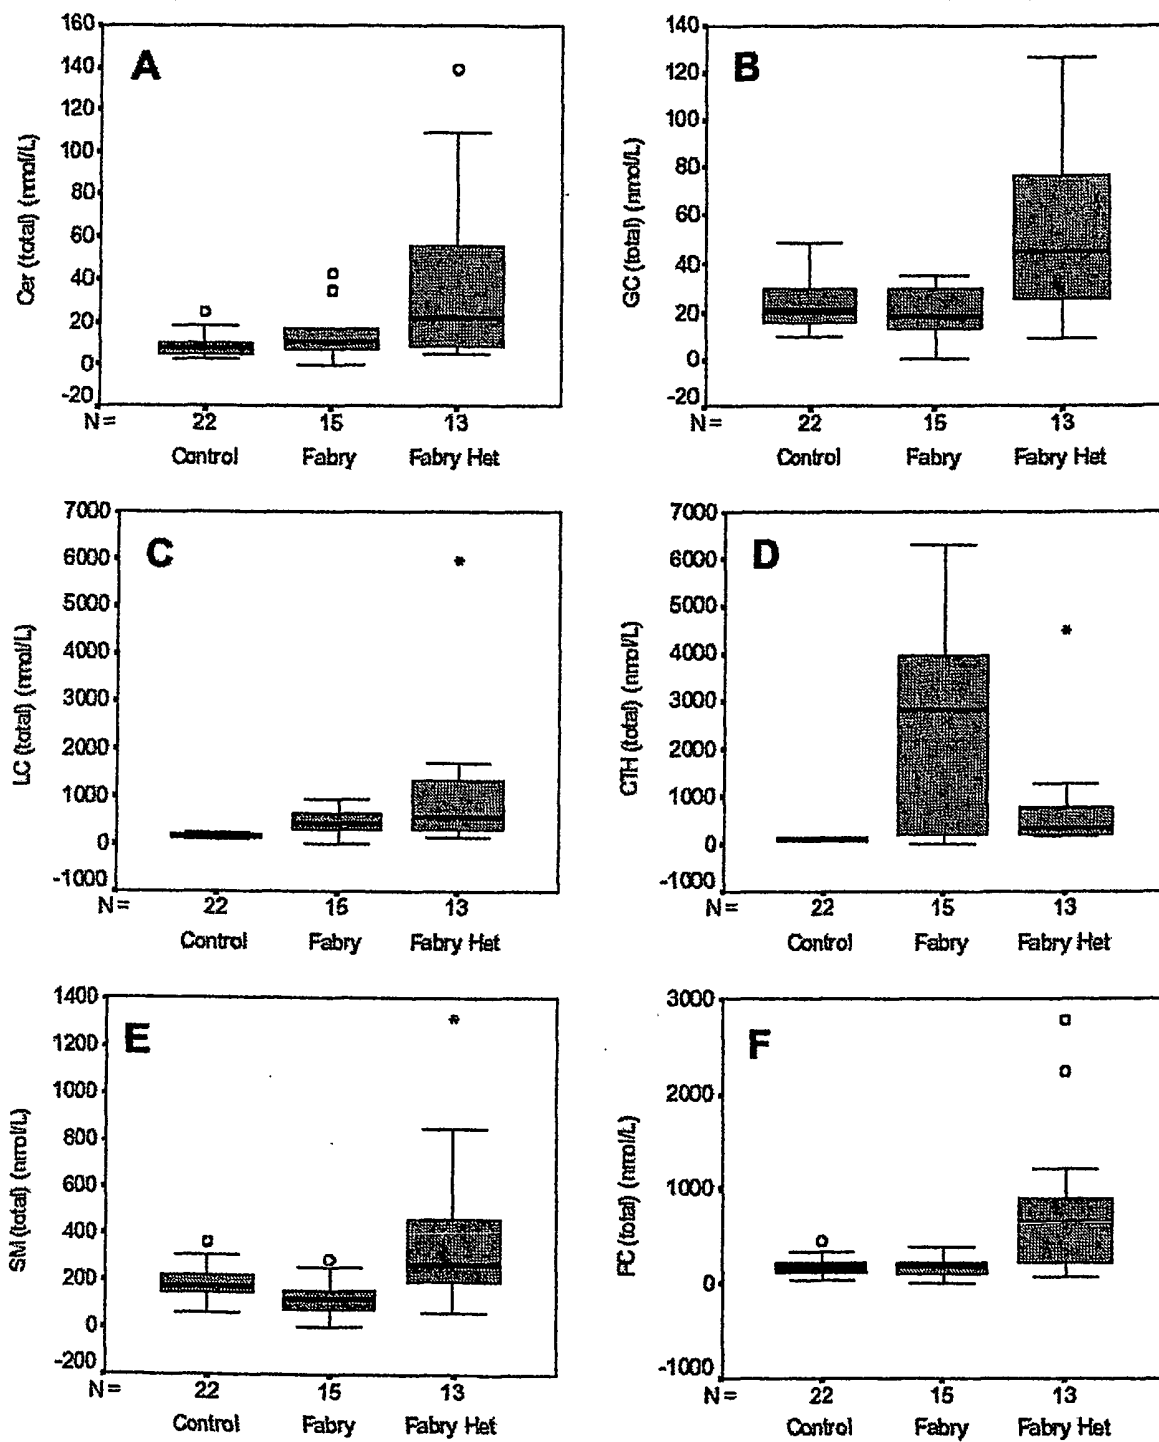 A
Cer (total) (nmol/L)
160
140
120
100
80
60
40
20
0
-20
N=
22
15
13
Control
Fabry
Fabry Het
B
GC (total) (nmol/L)
140
120
100
80
60
40
20
0
-20
N=
22
15
13
Control
Fabry
Fabry Het
C
LC (total) (nmol/L)
7000
6000
5000
4000
3000
2000
1000
0
-1000
N=
22
15
13
Control
Fabry
Fabry Het
D
CTH (total) (nmol/L)
7000
6000
5000
4000
3000
2000
1000
0
-1000
N=
22
15
13
Control
Fabry
Fabry Het
E
SM (total) (nmol/L)
1400
1200
1000
800
600
400
200
0
-200
N=
22
15
13
Control
Fabry
Fabry Het
F
PC (total) (nmol/L)
3000
2000
1000
0
-1000
N=
22
15
13
Control
Fabry
Fabry Het